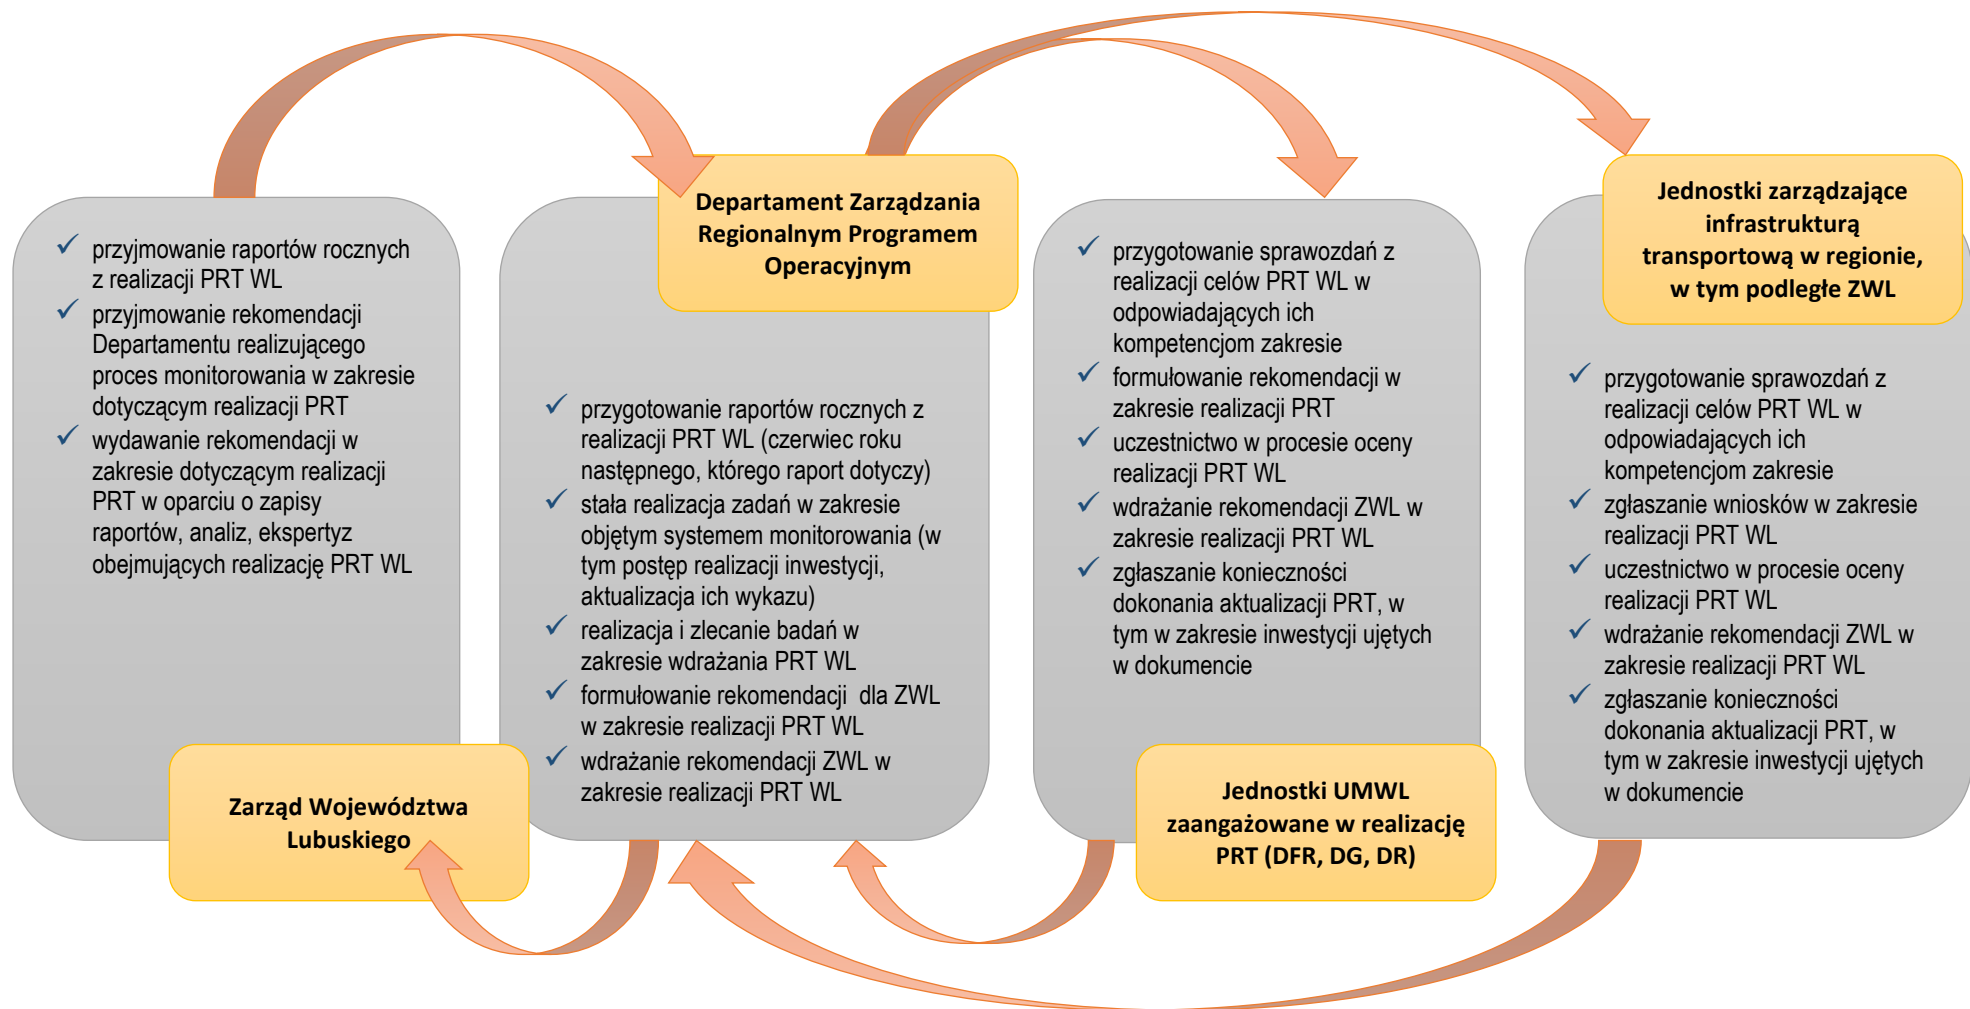 przyjmowanie raportów rocznych
z realizacji PRT WL
przyjmowanie rekomendacji
Departamentu realizującego
proces monitorowania w zakresie
dotyczącym realizacji PRT
wydawanie rekomendacji w
zakresie dotyczącym realizacji
PRT w oparciu o zapisy
raportów, analiz, ekspertyz
obejmujących realizację PRT WL
Zarząd Województwa
Lubuskiego
Departament Zarządzania
Regionalnym Programem
Operacyjnym
przygotowanie raportów rocznych z
realizacji PRT WL (czerwiec roku
następnego, którego raport dotyczy)
stała realizacja zadań w zakresie
objętym systemem monitorowania (w
tym postęp realizacji inwestycji,
aktualizacja ich wykazu)
realizacja i zlecanie badań w
zakresie wdrażania PRT WL
formułowanie rekomendacji  dla ZWL
w zakresie realizacji PRT WL
wdrażanie rekomendacji ZWL w
zakresie realizacji PRT WL
przygotowanie sprawozdań z
realizacji celów PRT WL w
odpowiadających ich
kompetencjom zakresie
formułowanie rekomendacji w
zakresie realizacji PRT
uczestnictwo w procesie oceny
realizacji PRT WL
wdrażanie rekomendacji ZWL w
zakresie realizacji PRT WL
zgłaszanie konieczności
dokonania aktualizacji PRT, w
tym w zakresie inwestycji ujętych
w dokumencie
Jednostki UMWL
zaangażowane w realizację
PRT (DFR, DG, DR)
Jednostki zarządzające
infrastrukturą
transportową w regionie,
w tym podległe ZWL
przygotowanie sprawozdań z
realizacji celów PRT WL w
odpowiadających ich
kompetencjom zakresie
zgłaszanie wniosków w zakresie
realizacji PRT WL
uczestnictwo w procesie oceny
realizacji PRT WL
wdrażanie rekomendacji ZWL w
zakresie realizacji PRT WL
zgłaszanie konieczności
dokonania aktualizacji PRT, w
tym w zakresie inwestycji ujętych
w dokumencie